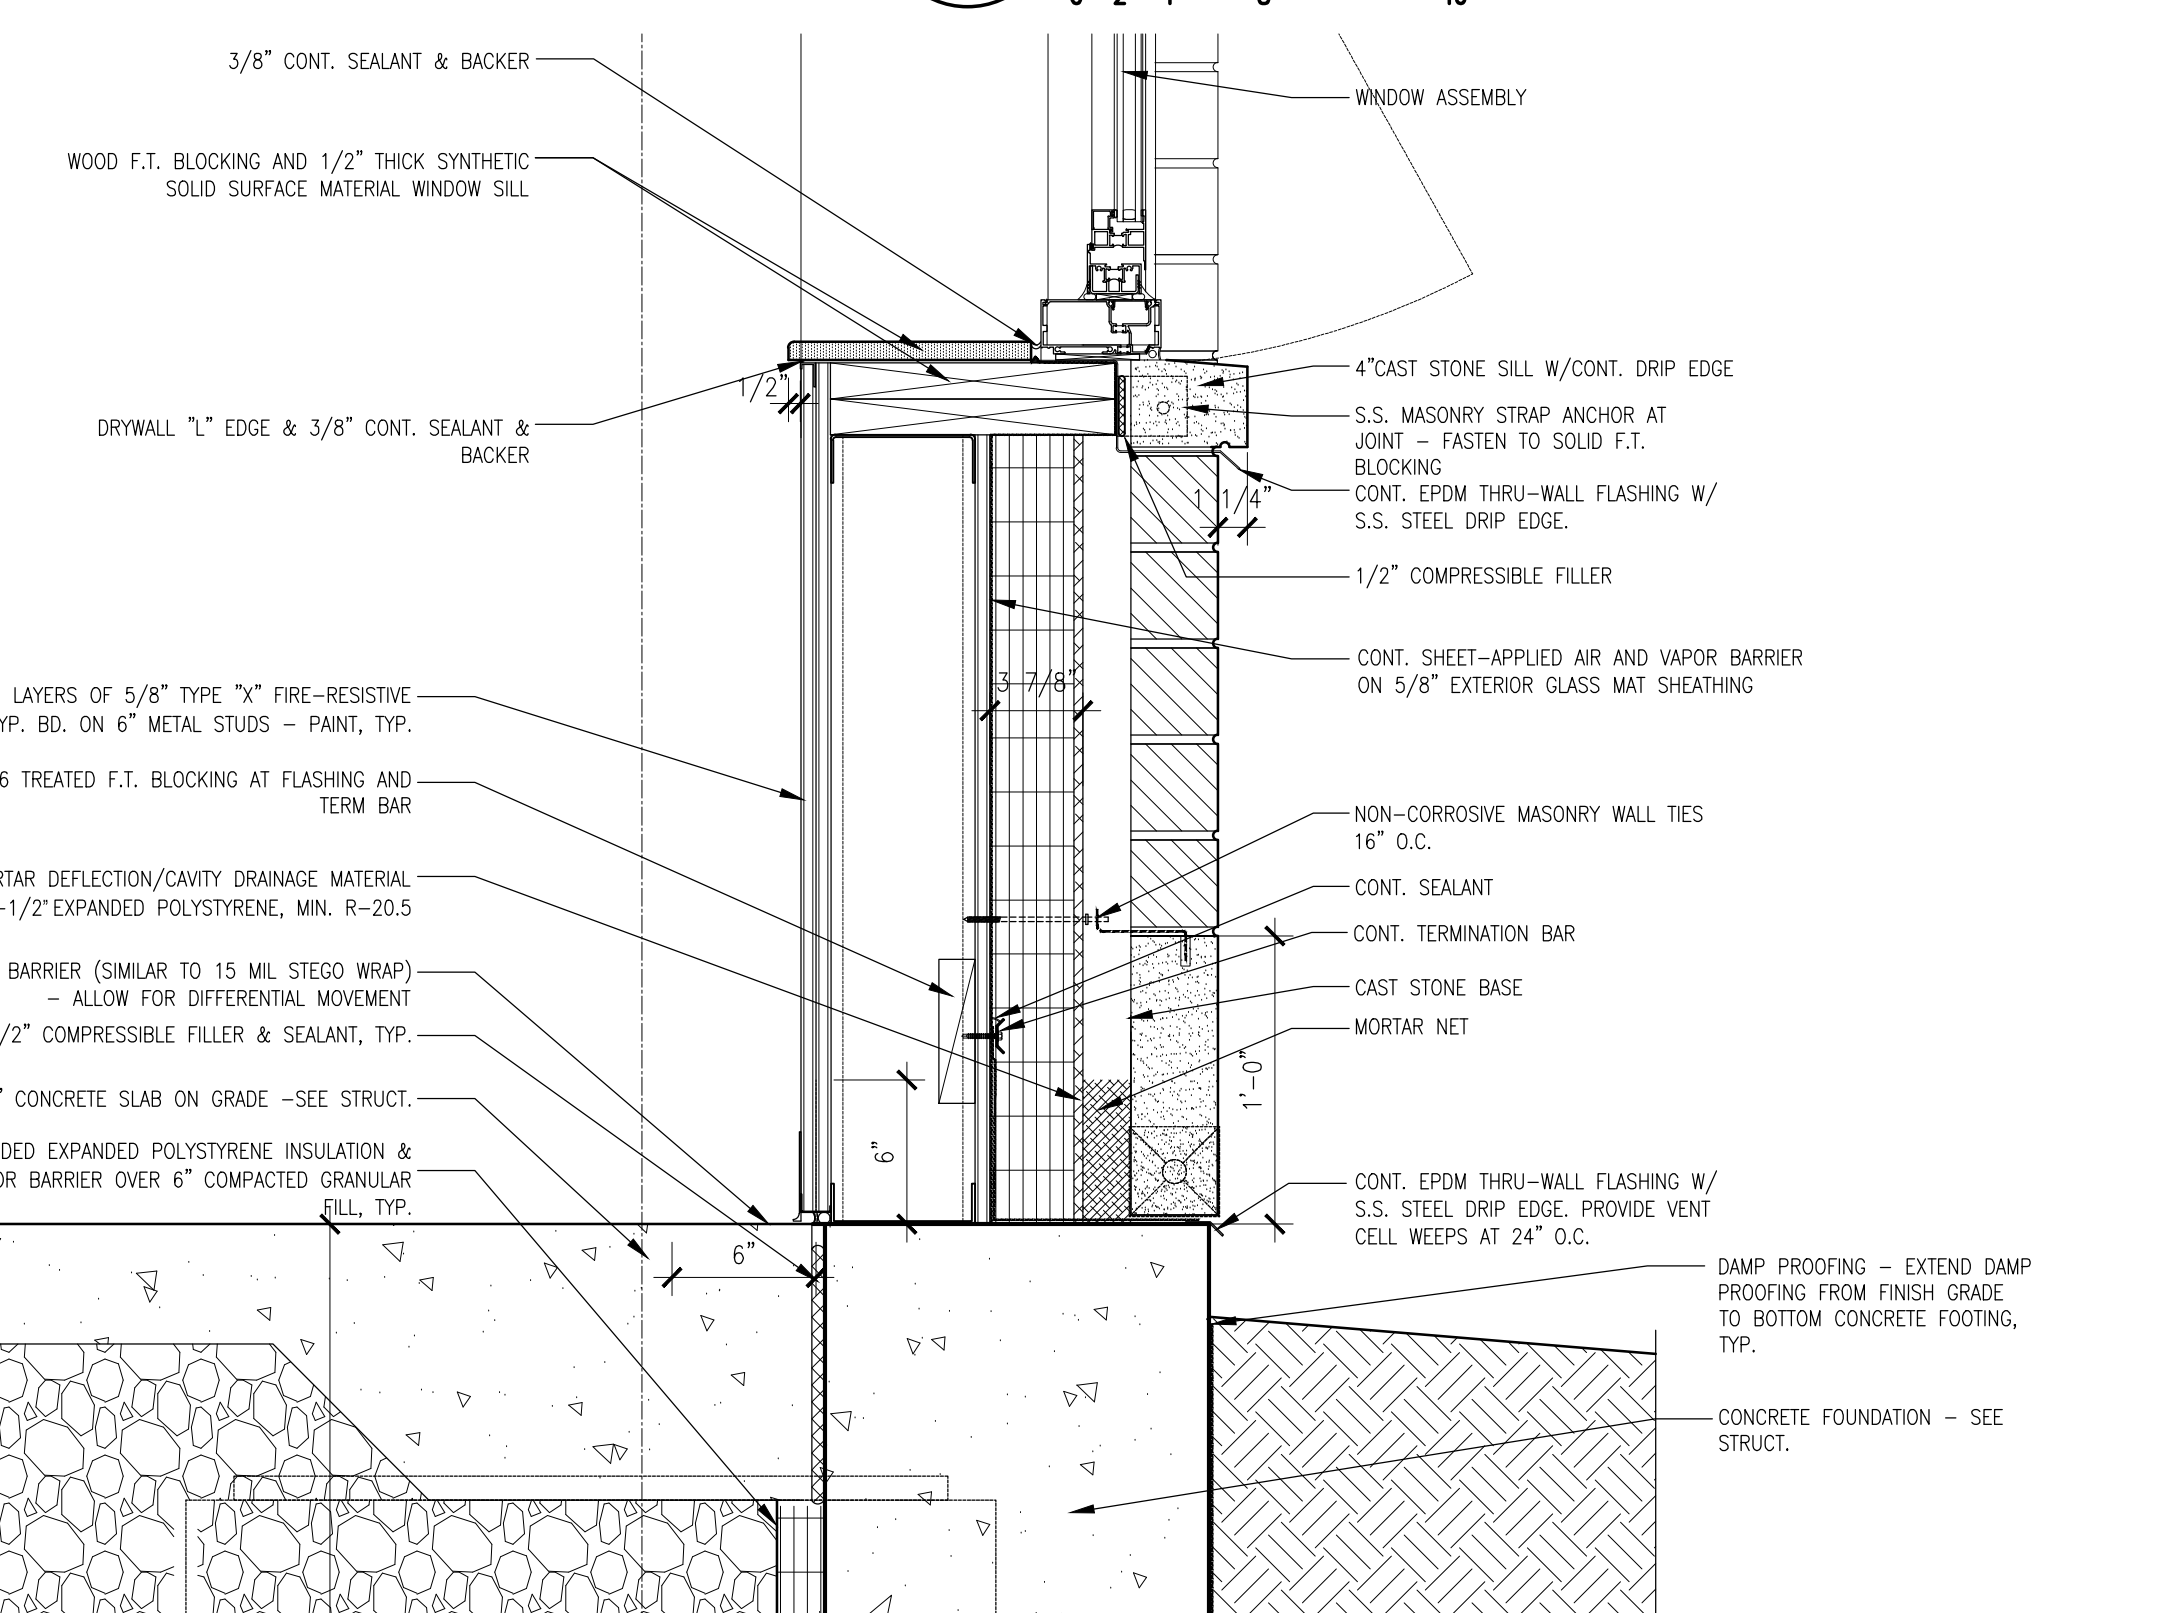 3/8" CONT. SEALANT & BACKER
WOOD F.T. BLOCKING AND 1/2" THICK SYNTHETIC
SOLID SURFACE MATERIAL WINDOW SILL
1/2"
DRYWALL "L" EDGE & 3/8" CONT. SEALANT &
BACKER
LAYERS OF 5/8" TYPE "X" FIRE-RESISTIVE
YP. BD. ON 6" METAL STUDS - PAINT, TYP.
6 TREATED F.T. BLOCKING AT FLASHING AND
TERM BAR
RTAR DEFLECTION/CAVITY DRAINAGE MATERIAL
-1/2" EXPANDED POLYSTYRENE, MIN. R-20.5
BARRIER (SIMILAR TO 15 MIL STEGO WRAP)
- ALLOW FOR DIFFERENTIAL MOVEMENT
/2" COMPRESSIBLE FILLER & SEALANT, TYP.
" CONCRETE SLAB ON GRADE -SEE STRUCT.
DED EXPANDED POLYSTYRENE INSULATION &
OR BARRIER OVER 6" COMPACTED GRANULAR
FILL, TYP.
6"
6"
3 7/8"
1 1/4"
1'-0"
WINDOW ASSEMBLY
4"CAST STONE SILL W/CONT. DRIP EDGE
S.S. MASONRY STRAP ANCHOR AT
JOINT - FASTEN TO SOLID F.T.
BLOCKING
CONT. EPDM THRU-WALL FLASHING W/
S.S. STEEL DRIP EDGE.
1/2" COMPRESSIBLE FILLER
CONT. SHEET-APPLIED AIR AND VAPOR BARRIER
ON 5/8" EXTERIOR GLASS MAT SHEATHING
NON-CORROSIVE MASONRY WALL TIES
16" O.C.
CONT. SEALANT
CONT. TERMINATION BAR
CAST STONE BASE
MORTAR NET
CONT. EPDM THRU-WALL FLASHING W/
S.S. STEEL DRIP EDGE. PROVIDE VENT
CELL WEEPS AT 24" O.C.
DAMP PROOFING - EXTEND DAMP
PROOFING FROM FINISH GRADE
TO BOTTOM CONCRETE FOOTING,
TYP.
CONCRETE FOUNDATION - SEE
STRUCT.